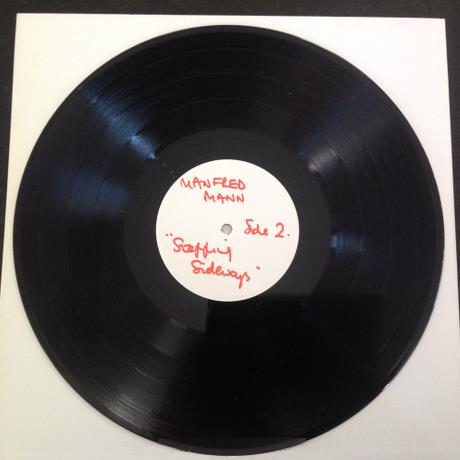 MANFRED
MANN
Side 2.
"Stepping
Sideways"